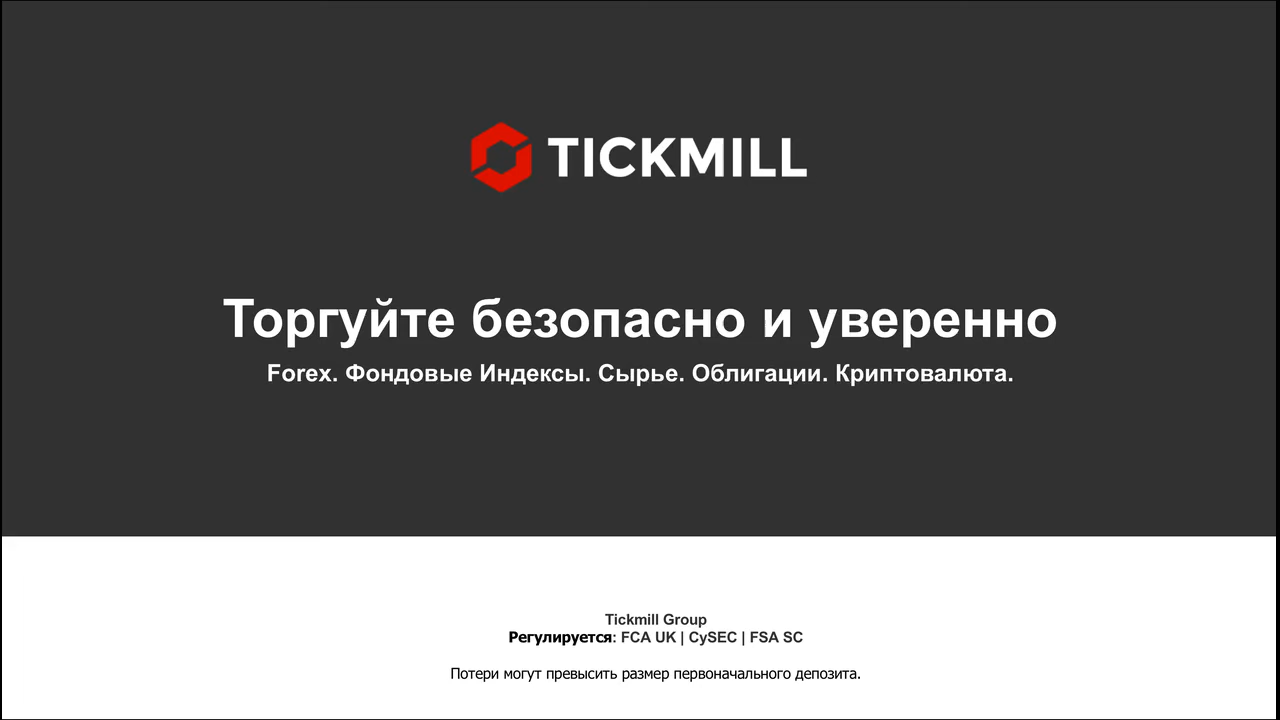 TICKMILL
Торгуйте безопасно и уверенно
Forex. Фондовые Индексы. Сырье. Облигации. Криптовалюта.
Tickmill Group
Регулируется: FCA UK | CySEC | FSA SC
Потери могут превысить размер первоначального депозита.